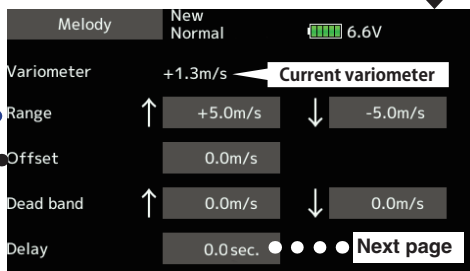 Melody
New
Normal
6.6V
Variometer +1.3m/s Current variometer
Range ↑ +5.0m/s ↓ -5.0m/s
Offset 0.0m/s
Dead band ↑ 0.0m/s ↓ 0.0m/s
Delay 0.0sec. Next page